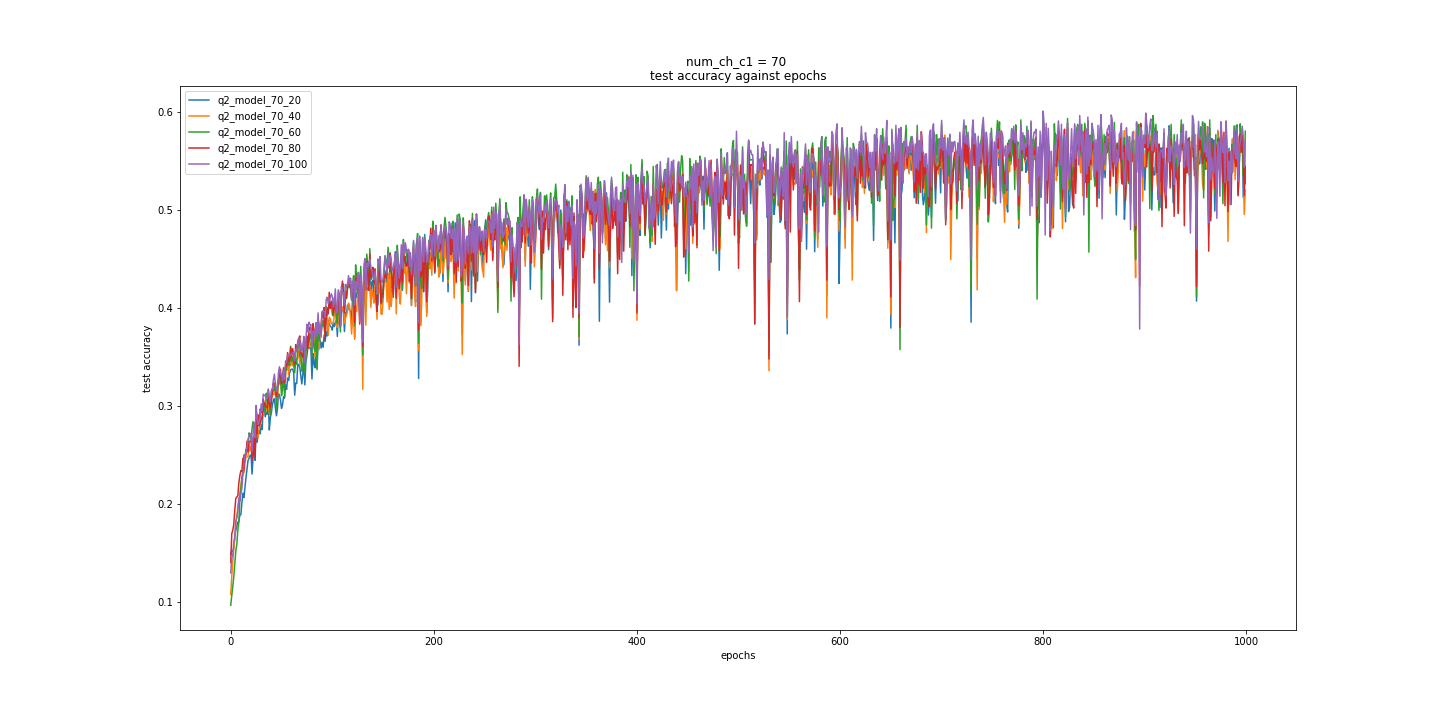 num_ch_c1 = 70
test accuracy against epochs
q2_model_70_20
q2_model_70_40
q2_model_70_60
q2_model_70_80
q2_model_70_100
test accuracy
0.6
0.5
0.4
0.3
0.2
0.1
0
200
400
600
800
1000
epochs